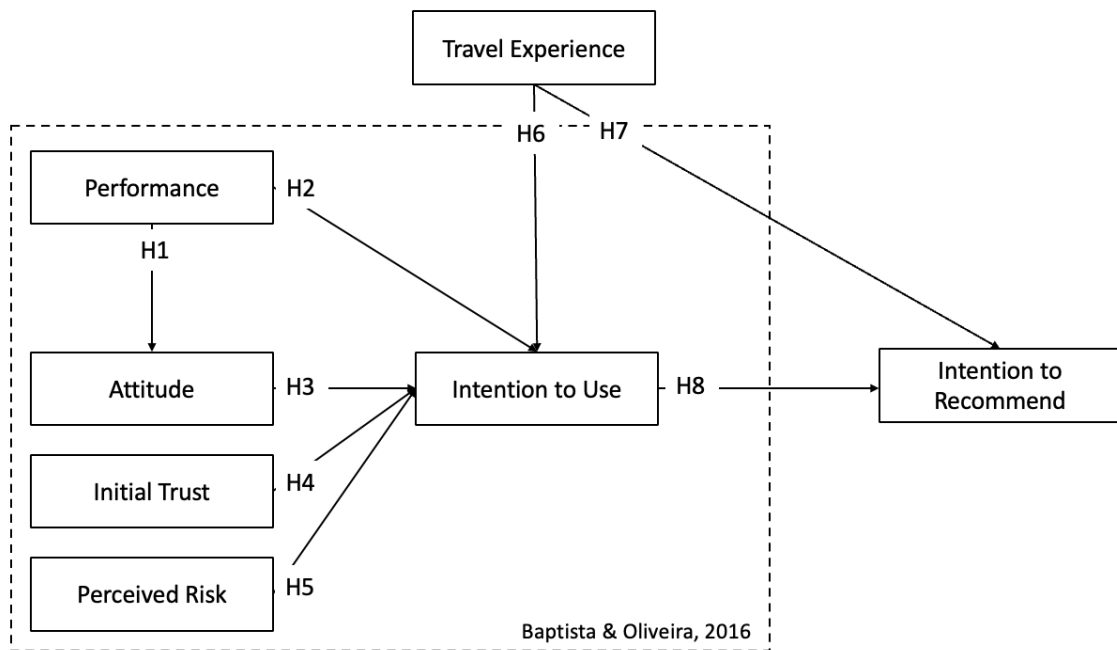 Travel Experience
H6
H7
Performance
H2
H1
Attitude
H3
Intention to Use
H8
Intention to
Recommend
Initial Trust
H4
Perceived Risk
H5
Baptista & Oliveira, 2016